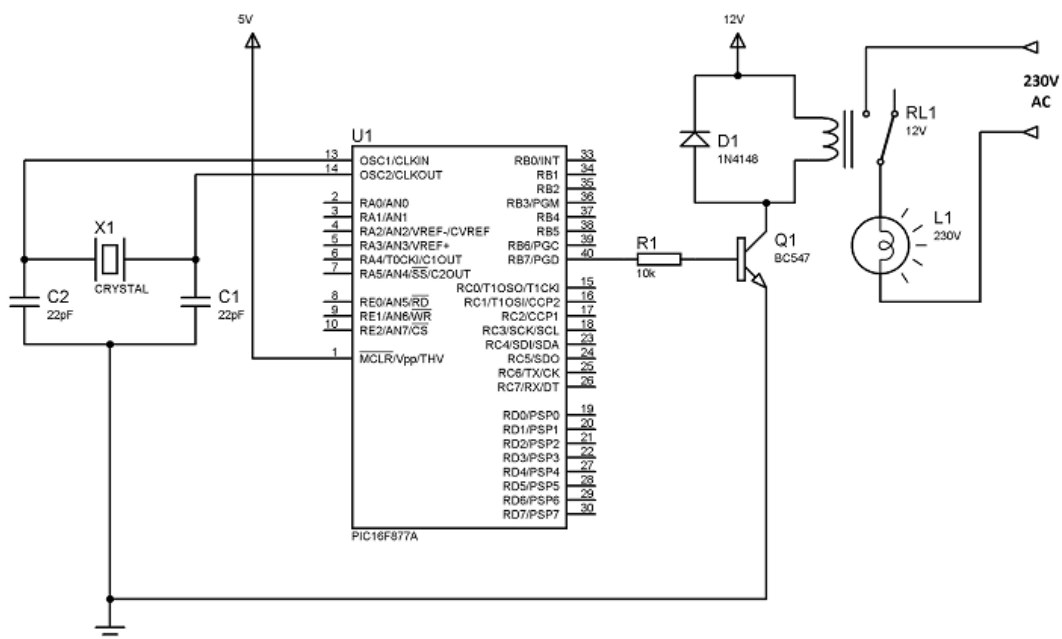 5V
12V
230V
AC
RL1
12V
D1
1N4148
U1
13 OSC1/CLKIN
14 OSC2/CLKOUT
2 RA0/AN0
3 RA1/AN1
4 RA2/AN2/VREF-/CVREF
5 RA3/AN3/VREF+
6 RA4/T0CKI/C1OUT
7 RA5/AN4/SS/C2OUT
8 RE0/AN5/RD
9 RE1/AN6/WR
10 RE2/AN7/CS
1 MCLR/Vpp/THV
RB0/INT 33
RB1 34
RB2 35
RB3/PGM 36
RB4 37
RB5 38
RB6/PGC 39
RB7/PGD 40
RC0/T1OSO/T1CKI 15
RC1/T1OSI/CCP2 16
RC2/CCP1 17
RC3/SCK/SCL 18
RC4/SDI/SDA 23
RC5/SDO 24
RC6/TX/CK 25
RC7/RX/DT 26
RD0/PSP0 19
RD1/PSP1 20
RD2/PSP2 21
RD3/PSP3 22
RD4/PSP4 27
RD5/PSP5 28
RD6/PSP6 29
RD7/PSP7 30
PIC16F877A
X1
CRYSTAL
C2
22pF
C1
22pF
R1
10k
Q1
BC547
L1
230V